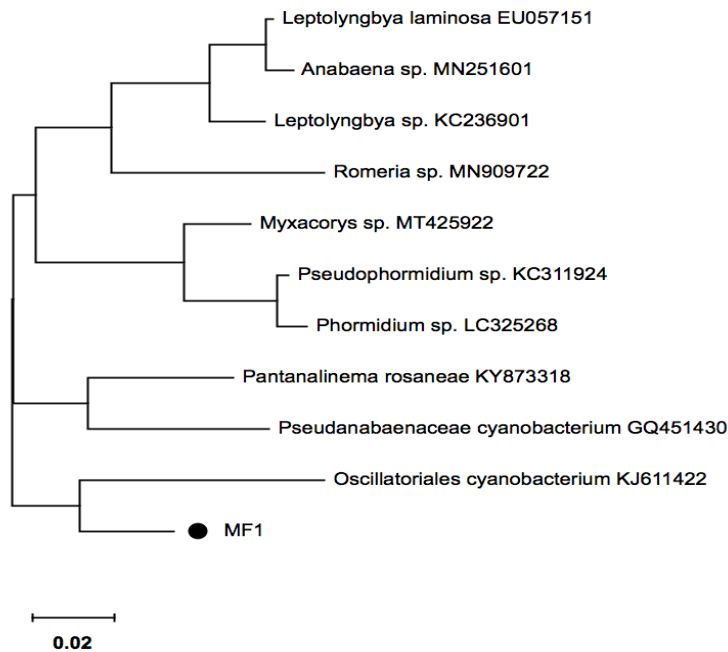 Leptolyngbya laminosa EU057151
Anabaena sp. MN251601
Leptolyngbya sp. KC236901
Romeria sp. MN909722
Myxacorys sp. MT425922
Pseudophormidium sp. KC311924
Phormidium sp. LC325268
Pantanalinema rosaneae KY873318
Pseudanabaenaceae cyanobacterium GQ451430
Oscillatoriales cyanobacterium KJ611422
MF1
0.02